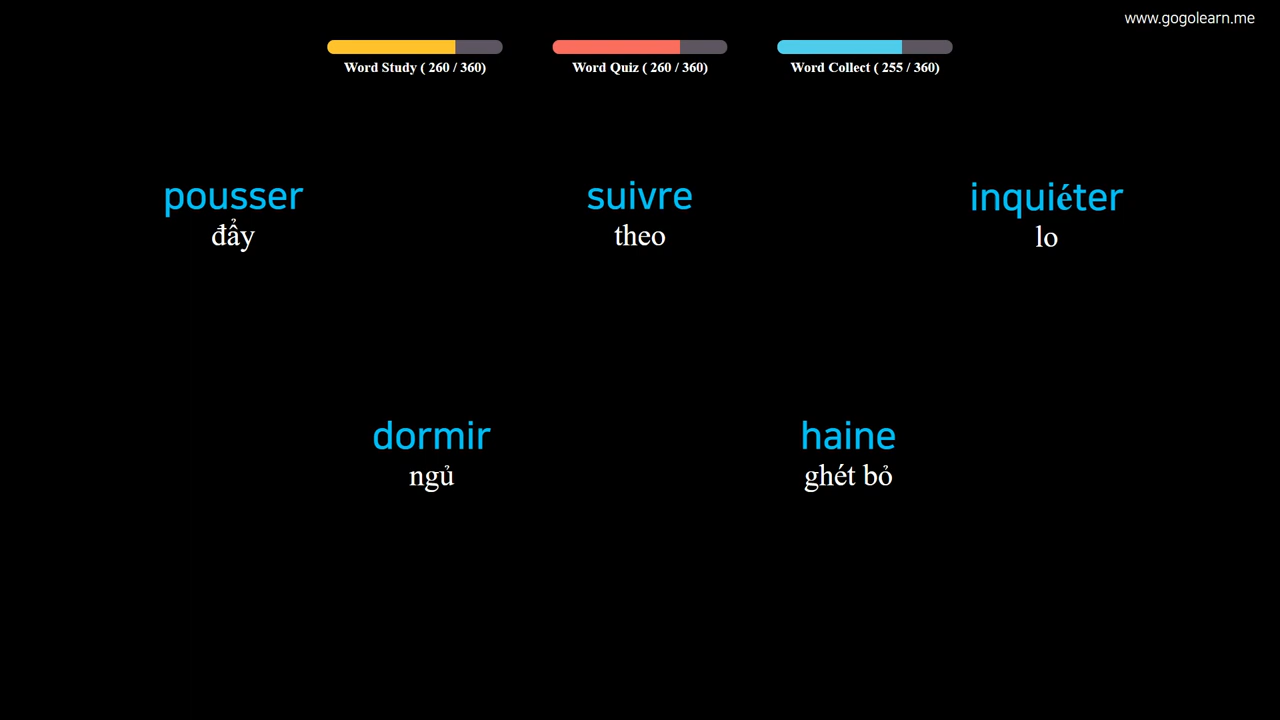 www.gogolearn.me
Word Study ( 260 / 360)
Word Quiz ( 260 / 360)
Word Collect ( 255 / 360)
pousser
đẩy
suivre
theo
inquiéter
lo
dormir
ngủ
haine
ghét bỏ